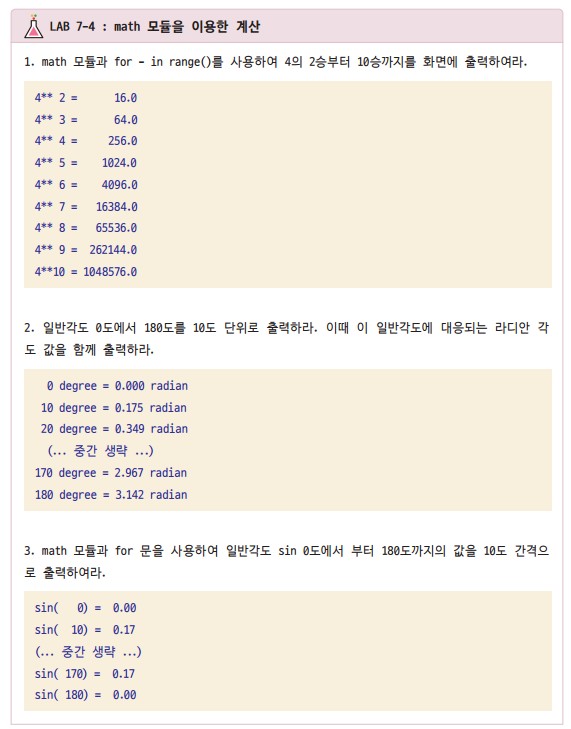 LAB 7-4 : math 모듈을 이용한 계산
1. math 모듈과 for - in range()를 사용하여 4의 2승부터 10승까지를 화면에 출력하여라.
4** 2 =      16.0
4** 3 =      64.0
4** 4 =     256.0
4** 5 =    1024.0
4** 6 =    4096.0
4** 7 =   16384.0
4** 8 =   65536.0
4** 9 =  262144.0
4**10 = 1048576.0
2. 일반각도 0도에서 180도를 10도 단위로 출력하라. 이때 이 일반각도에 대응되는 라디안 각
도 값을 함께 출력하라.
  0 degree = 0.000 radian
 10 degree = 0.175 radian
 20 degree = 0.349 radian
  (... 중간 생략 ...)
170 degree = 2.967 radian
180 degree = 3.142 radian
3. math 모듈과 for 문을 사용하여 일반각도 sin 0도에서 부터 180도까지의 값을 10도 간격으
로 출력하여라.
sin(   0) =  0.00
sin(  10) =  0.17
(... 중간 생략 ...)
sin( 170) =  0.17
sin( 180) =  0.00